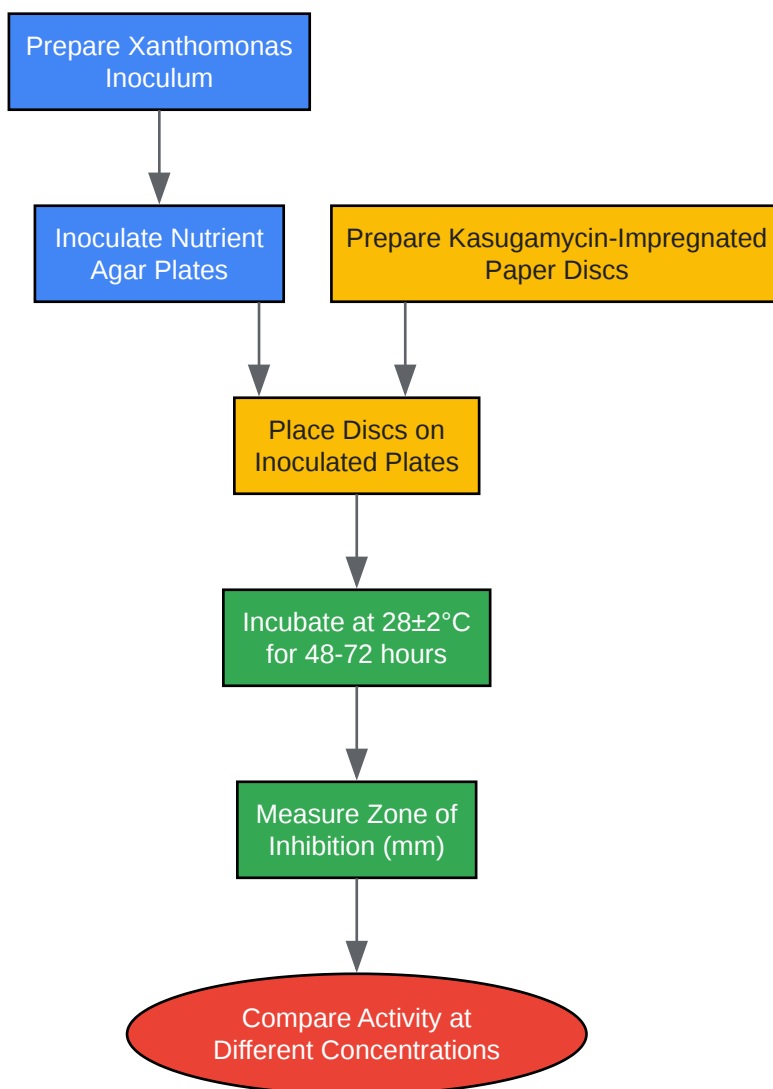 Prepare Xanthomonas
Inoculum
Inoculate Nutrient
Agar Plates
Prepare Kasugamycin-Impregnated
Paper Discs
Place Discs on
Inoculated Plates
Incubate at 28±2°C
for 48-72 hours
Measure Zone of
Inhibition (mm)
Compare Activity at
Different Concentrations